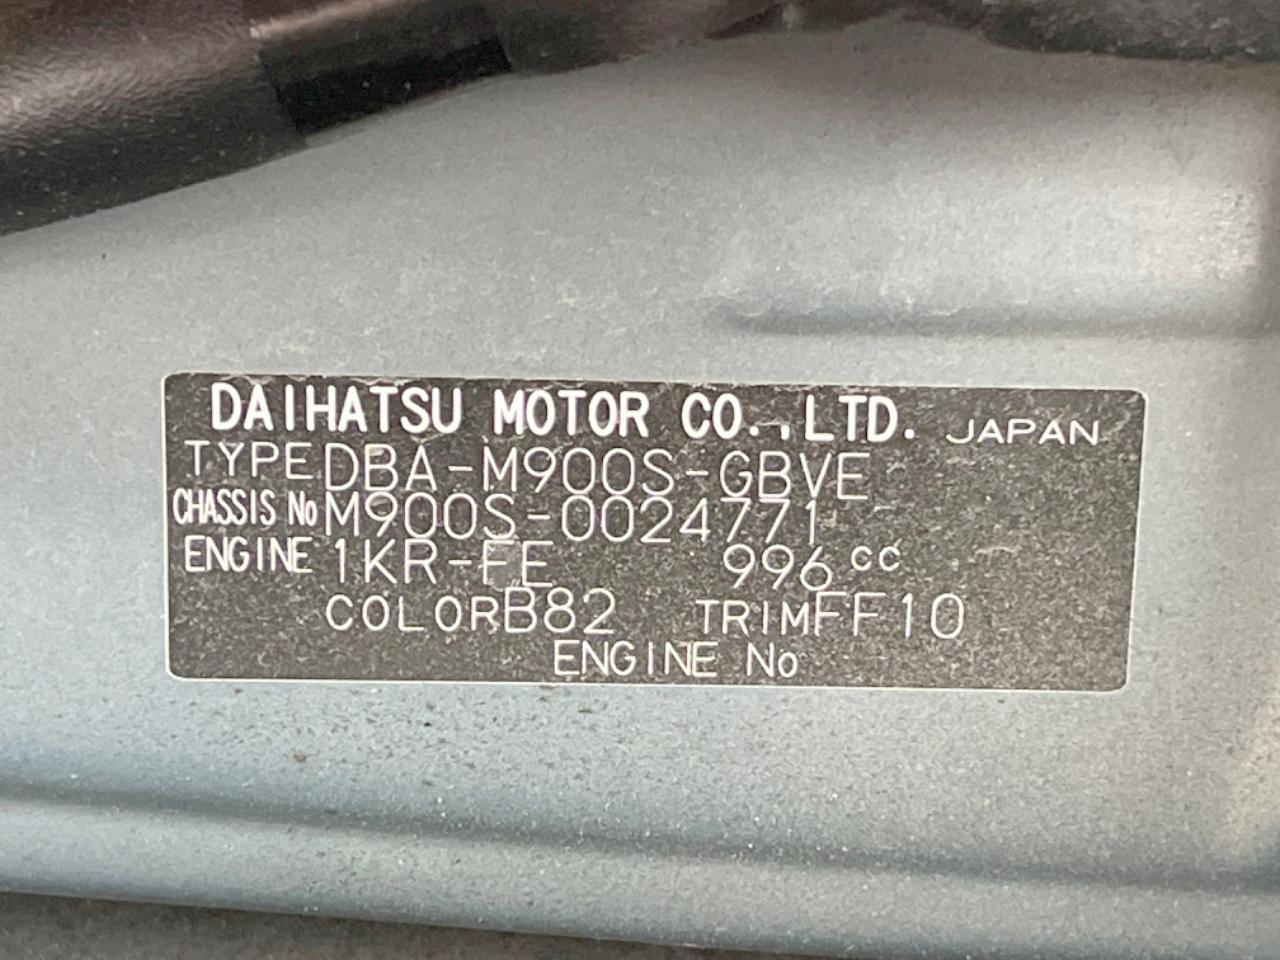 DAIHATSU MOTOR CO.,LTD. JAPAN
TYPE DBA-M900S-GBVE
CHASSIS No M900S-0024771
ENGINE 1KR-FE 996cc
COLOR B82 TRIM FF10
ENGINE No